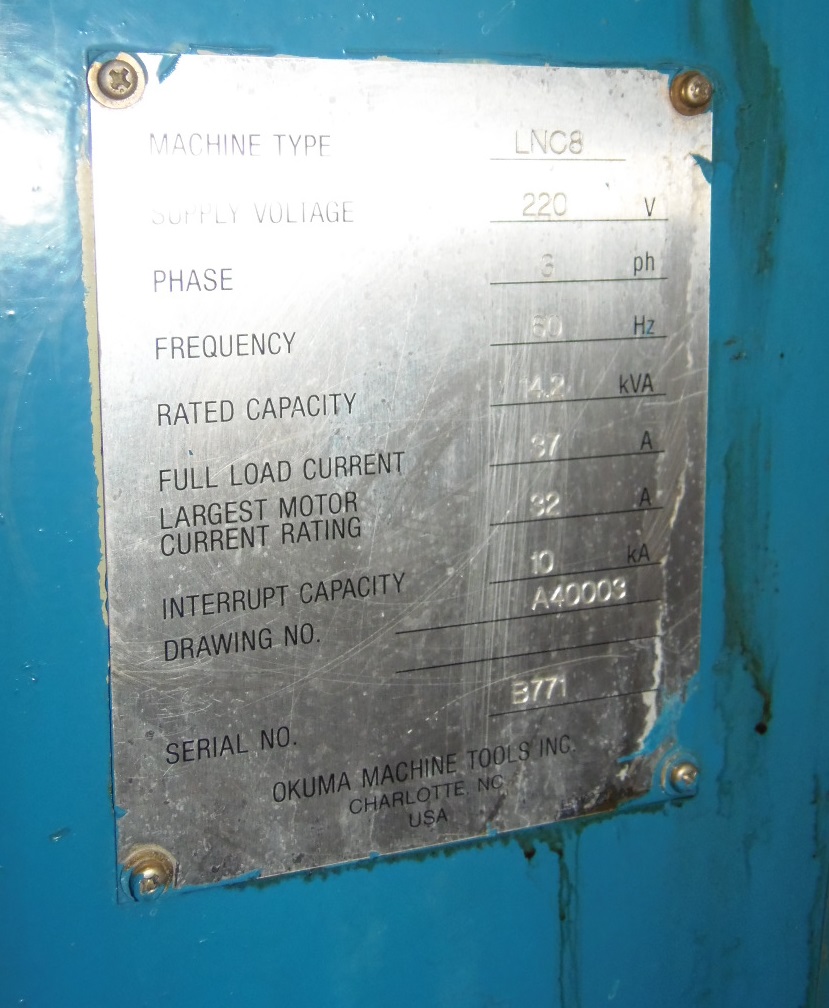 MACHINE TYPE LNC8
SUPPLY VOLTAGE 220 V
PHASE 3 ph
FREQUENCY 60 Hz
RATED CAPACITY 14.2 kVA
FULL LOAD CURRENT 37 A
LARGEST MOTOR
CURRENT RATING 32 A
INTERRUPT CAPACITY 10 kA
DRAWING NO. A40003
SERIAL NO. B771
OKUMA MACHINE TOOLS INC.
CHARLOTTE, NC
USA